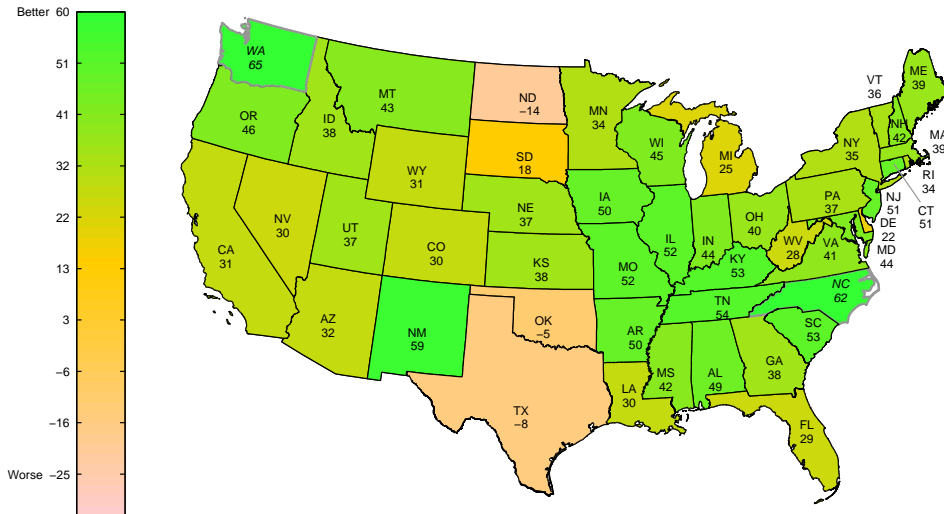 Better 60
51
41
32
22
13
3
−6
−16
Worse −25
WA
65
OR
46
CA
31
ID
38
NV
30
MT
43
WY
31
UT
37
AZ
32
CO
30
NM
59
ND
−14
SD
18
NE
37
KS
38
OK
−5
TX
−8
MN
34
IA
50
MO
52
AR
50
LA
30
WI
45
IL
52
MS
42
MI
25
IN
44
KY
53
TN
54
AL
49
OH
40
WV
28
GA
38
FL
29
SC
53
NC
62
VA
41
PA
37
NY
35
VT
36
NH
42
ME
39
MA
39
RI
34
CT
51
NJ
51
DE
22
MD
44